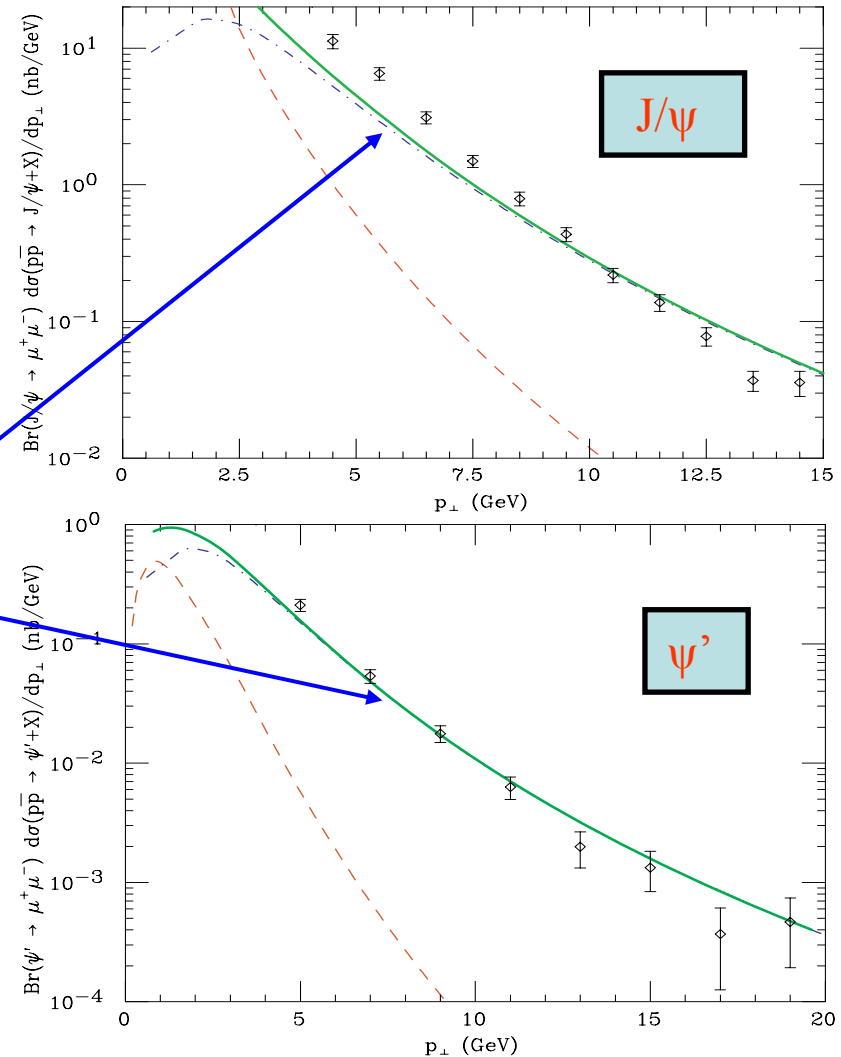 Br(J/ψ → μ⁺μ⁻) dσ(pp̅ → J/ψ+X)/dp⊥ (nb/GeV)
10¹
10⁰
10⁻¹
10⁻²
J/ψ
0 2.5 5 7.5 10 12.5 15
p⊥ (GeV)
Br(ψ′ → μ⁺μ⁻) dσ(pp̅ → ψ′+X)/dp⊥ (nb/GeV)
10⁰
10⁻¹
10⁻²
10⁻³
10⁻⁴
ψ’
0 5 10 15 20
p⊥ (GeV)